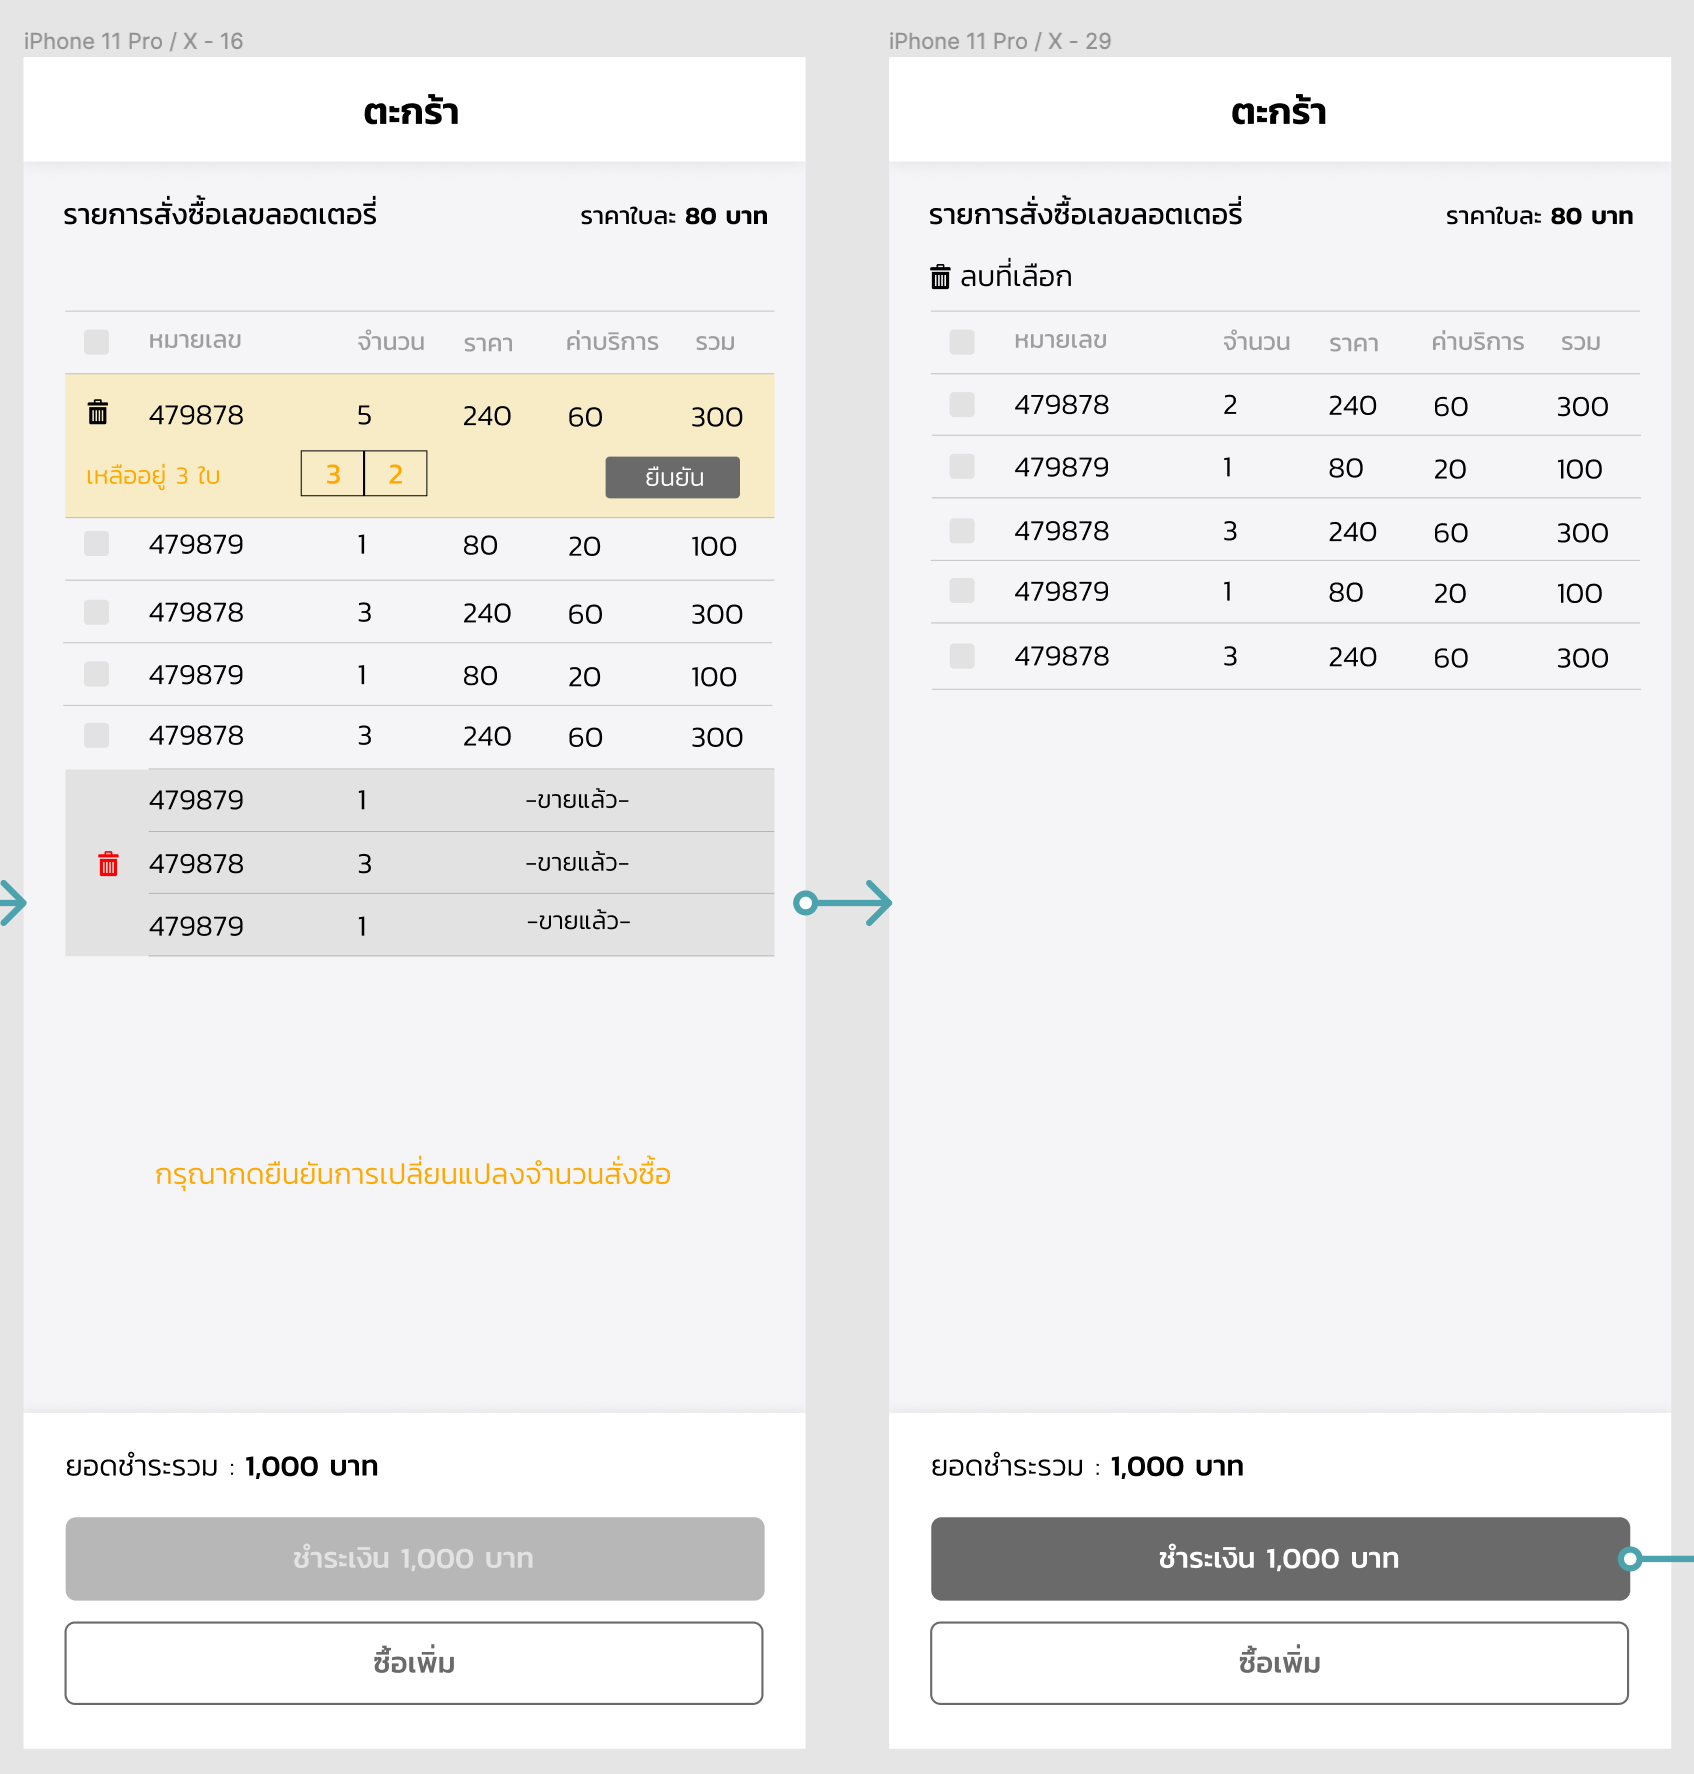 iPhone 11 Pro / X - 16
ตะกร้า
รายการสั่งซื้อเลขลอตเตอรี่ ราคาใบละ 80 บาท
หมายเลข จำนวน ราคา ค่าบริการ รวม
479878 5 240 60 300
เหลืออยู่ 3 ใบ 3 2 ยืนยัน
479879 1 80 20 100
479878 3 240 60 300
479879 1 80 20 100
479878 3 240 60 300
479879 1 -ขายแล้ว-
479878 3 -ขายแล้ว-
479879 1 -ขายแล้ว-
กรุณากดยืนยันการเปลี่ยนแปลงจำนวนสั่งซื้อ
ยอดชำระรวม : 1,000 บาท
ชำระเงิน 1,000 บาท
ซื้อเพิ่ม
iPhone 11 Pro / X - 29
ตะกร้า
รายการสั่งซื้อเลขลอตเตอรี่ ราคาใบละ 80 บาท
ลบที่เลือก
หมายเลข จำนวน ราคา ค่าบริการ รวม
479878 2 240 60 300
479879 1 80 20 100
479878 3 240 60 300
479879 1 80 20 100
479878 3 240 60 300
ยอดชำระรวม : 1,000 บาท
ชำระเงิน 1,000 บาท
ซื้อเพิ่ม